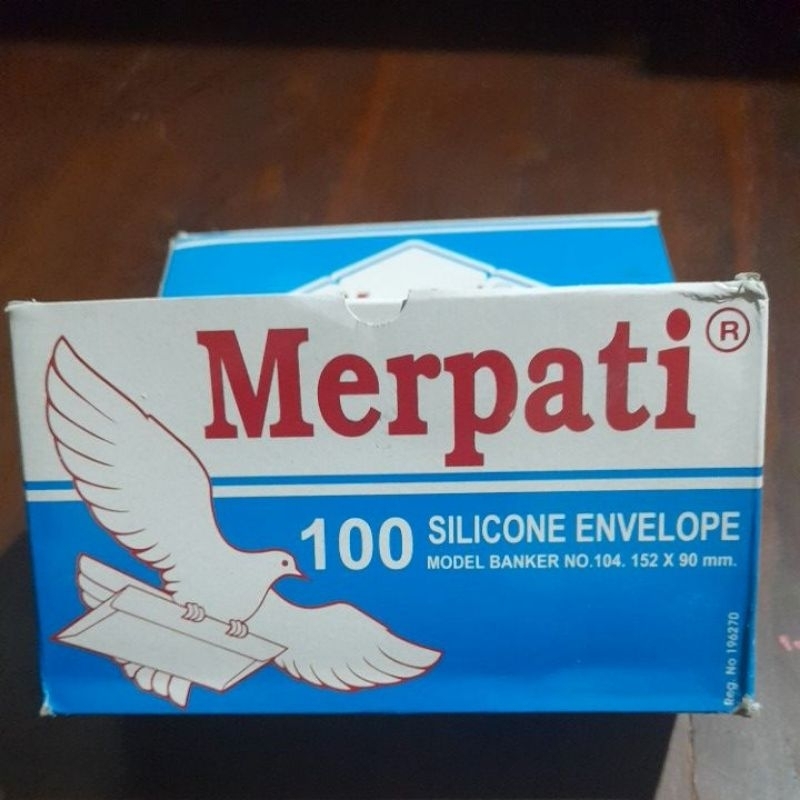 Merpati ®
100 SILICONE ENVELOPE
MODEL BANKER NO.104. 152 X 90 mm.
Reg. No 196270